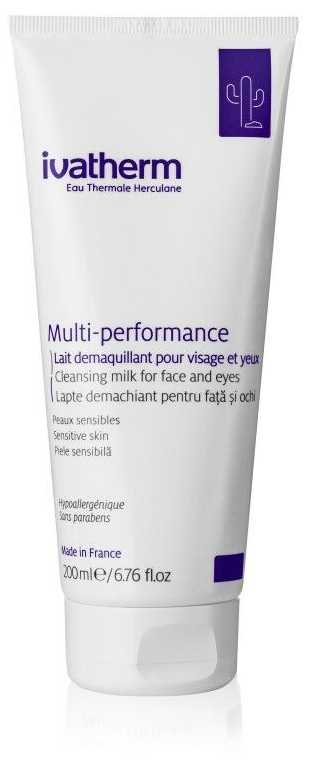 ivatherm
Eau Thermale Herculane
Multi-performance
Lait demaquillant pour visage et yeux
Cleansing milk for face and eyes
Lapte demachiant pentru față și ochi
Peaux sensibles
Sensitive skin
Piele sensibilă
Hypoallergénique
Sans parabens
Made in France
200ml e/6.76 fl.oz